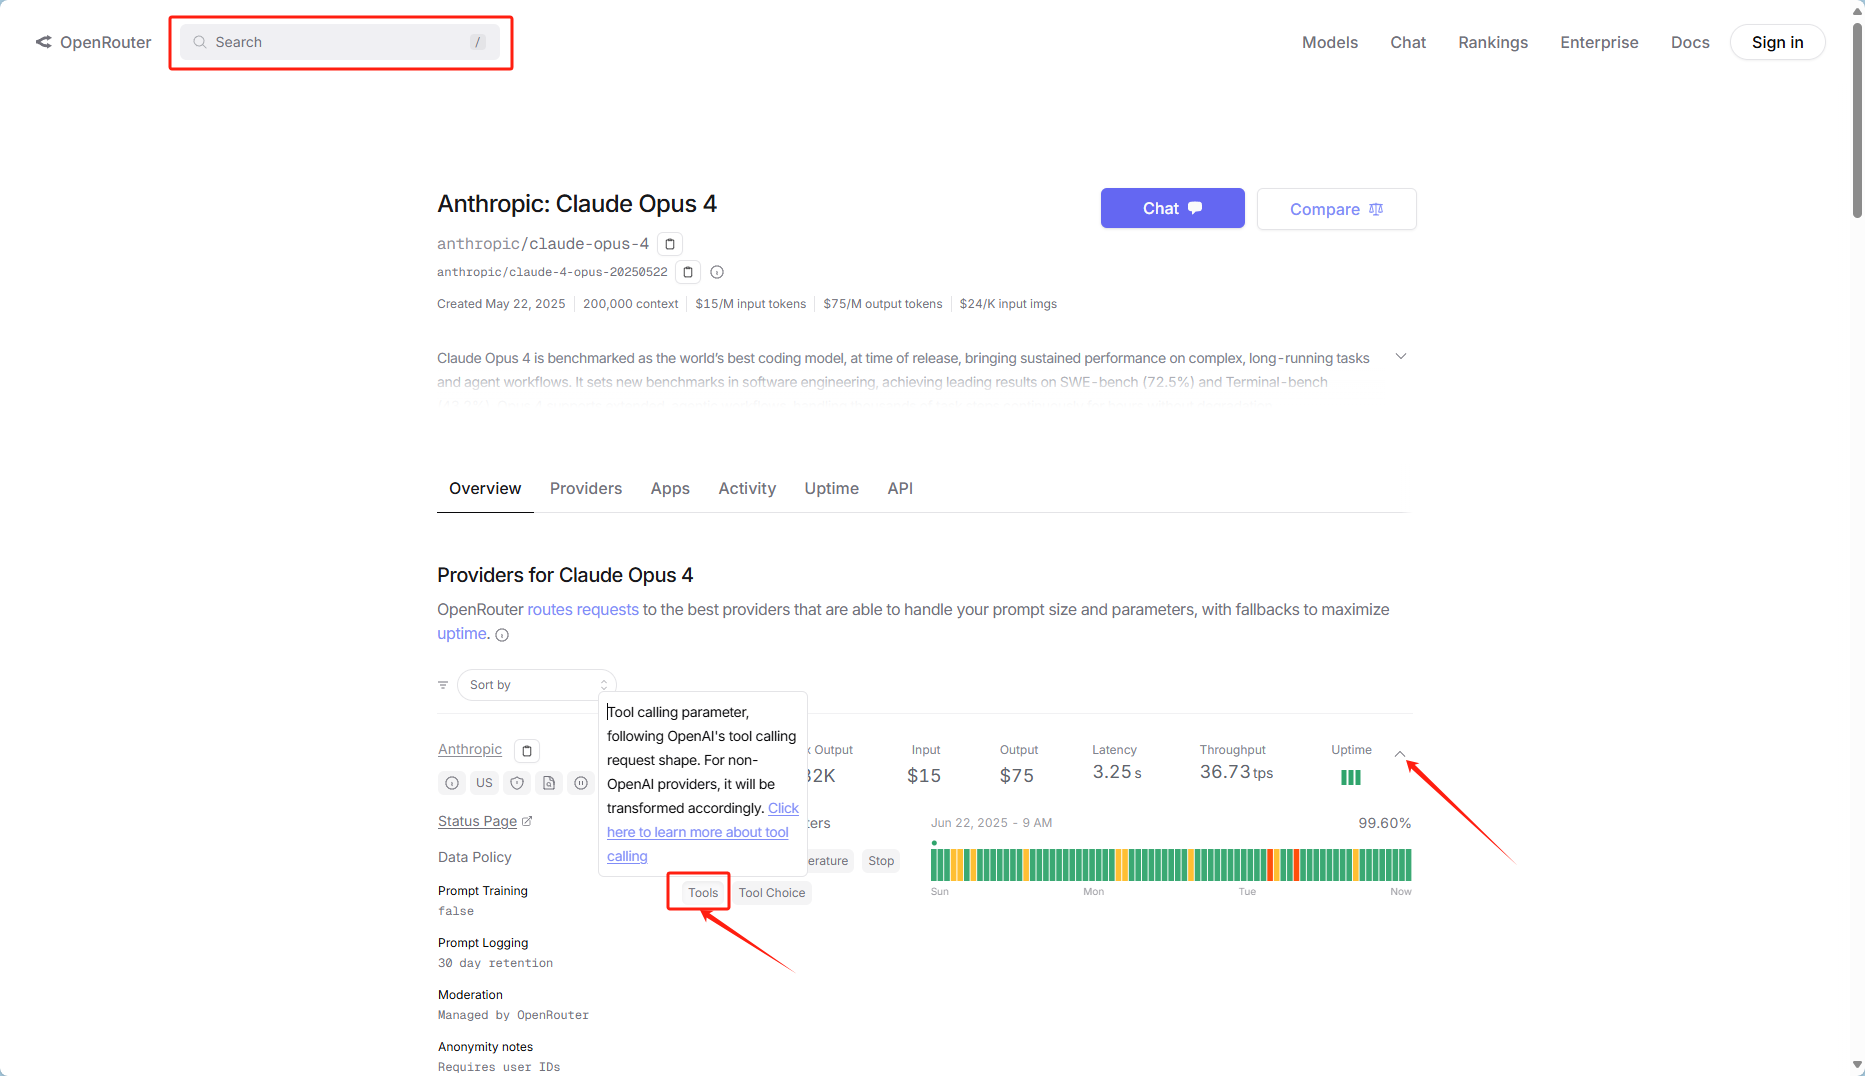 OpenRouter
Search
/
Models
Chat
Rankings
Enterprise
Docs
Sign in
Anthropic: Claude Opus 4
Chat
Compare
anthropic/claude-opus-4
anthropic/claude-4-opus-20250522
Created May 22, 2025
200,000 context
$15/M input tokens
$75/M output tokens
$24/K input imgs
Claude Opus 4 is benchmarked as the world's best coding model, at time of release, bringing sustained performance on complex, long-running tasks
and agent workflows. It sets new benchmarks in software engineering, achieving leading results on SWE-bench (72.5%) and Terminal-bench
Overview
Providers
Apps
Activity
Uptime
API
Providers for Claude Opus 4
OpenRouter routes requests to the best providers that are able to handle your prompt size and parameters, with fallbacks to maximize
uptime.
Sort by
Tool calling parameter,
following OpenAI's tool calling
request shape. For non-
OpenAI providers, it will be
transformed accordingly. Click
here to learn more about tool
calling
Anthropic
US
Output
Input
$15
Output
$75
Latency
3.25s
Throughput
36.73tps
Uptime
Status Page
Jun 22, 2025 - 9 AM
99.60%
Data Policy
erature
Stop
Tools
Tool Choice
Sun
Mon
Tue
Now
Prompt Training
false
Prompt Logging
30 day retention
Moderation
Managed by OpenRouter
Anonymity notes
Requires user IDs